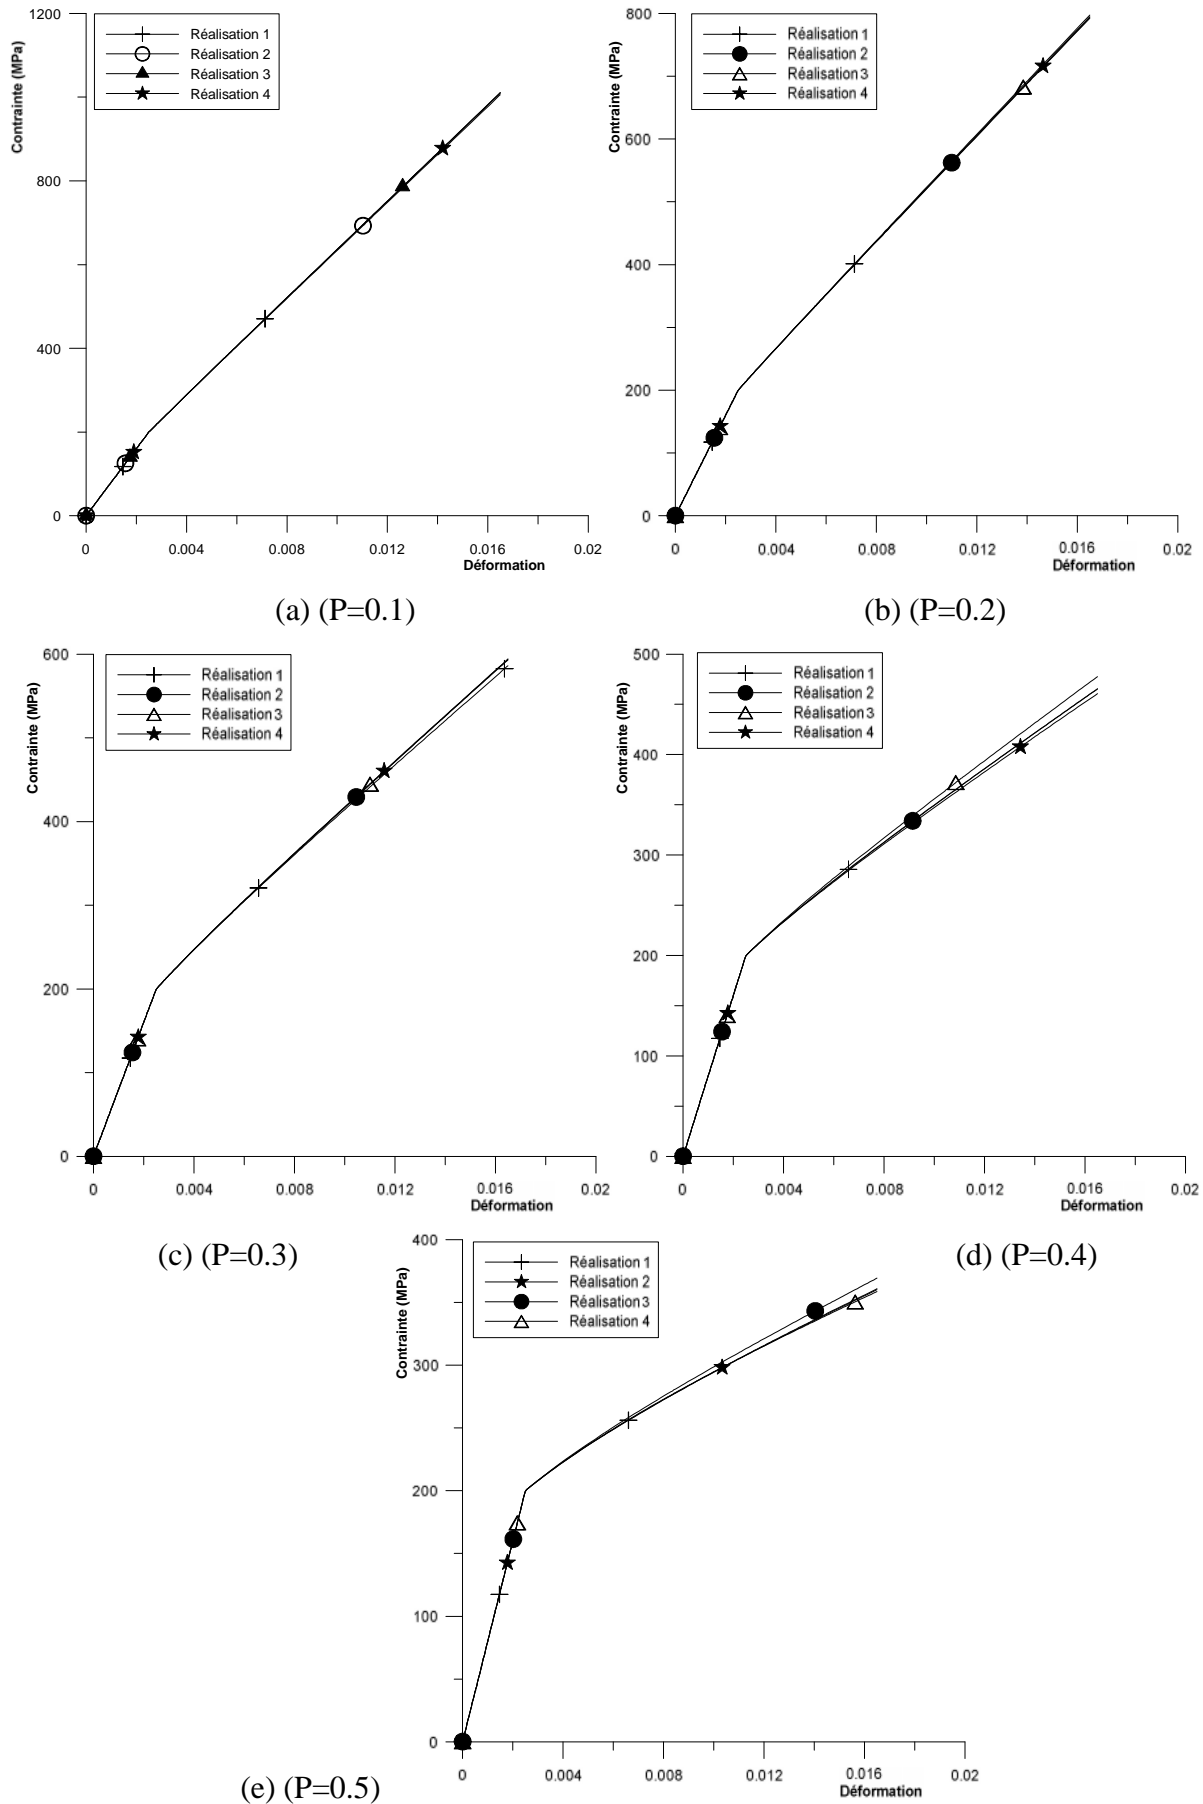 1200
800
400
0
Contrainte (MPa)
Réalisation 1
Réalisation 2
Réalisation 3
Réalisation 4
0 0.004 0.008 0.012 0.016 0.02
Déformation
(a) (P=0.1)
800
600
400
200
0
Contrainte (MPa)
Réalisation 1
Réalisation 2
Réalisation 3
Réalisation 4
0 0.004 0.008 0.012 0.016 0.02
Déformation
(b) (P=0.2)
600
400
200
0
Contrainte (MPa)
Réalisation 1
Réalisation 2
Réalisation 3
Réalisation 4
0 0.004 0.008 0.012 0.016 0.02
Déformation
(c) (P=0.3)
500
400
300
200
100
0
Contrainte (MPa)
Réalisation 1
Réalisation 2
Réalisation 3
Réalisation 4
0 0.004 0.008 0.012 0.016 0.02
Déformation
(d) (P=0.4)
400
300
200
100
0
Contrainte (MPa)
Réalisation 1
Réalisation 2
Réalisation 3
Réalisation 4
0 0.004 0.008 0.012 0.016 0.02
Déformation
(e) (P=0.5)